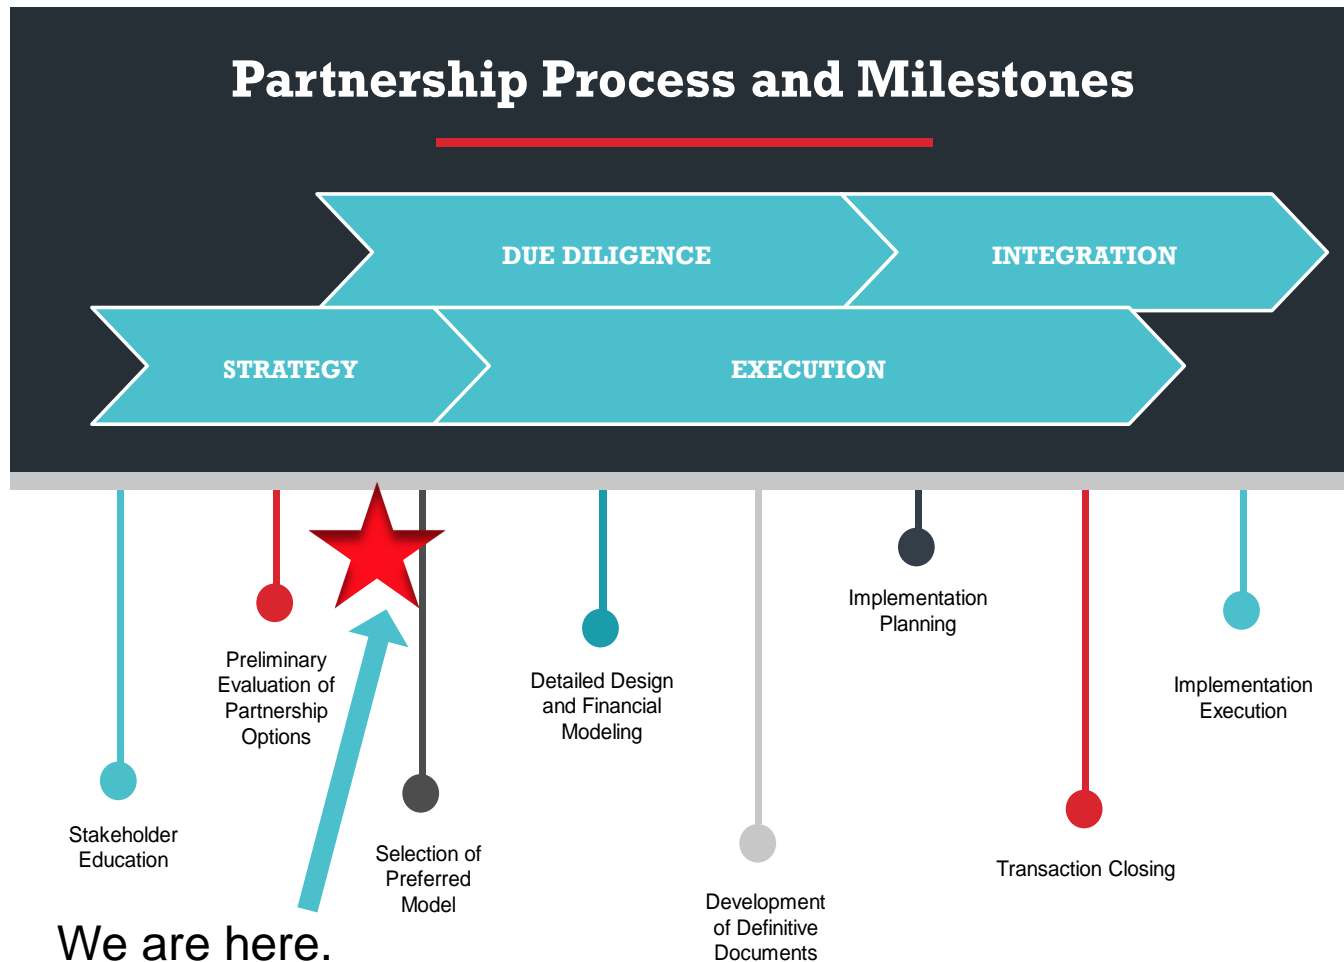 Partnership Process and Milestones
DUE DILIGENCE
INTEGRATION
STRATEGY
EXECUTION
Stakeholder
Education
Preliminary
Evaluation of
Partnership
Options
Selection of
Preferred
Model
Detailed Design
and Financial
Modeling
Development
of Definitive
Documents
Implementation
Planning
Transaction Closing
Implementation
Execution
We are here.